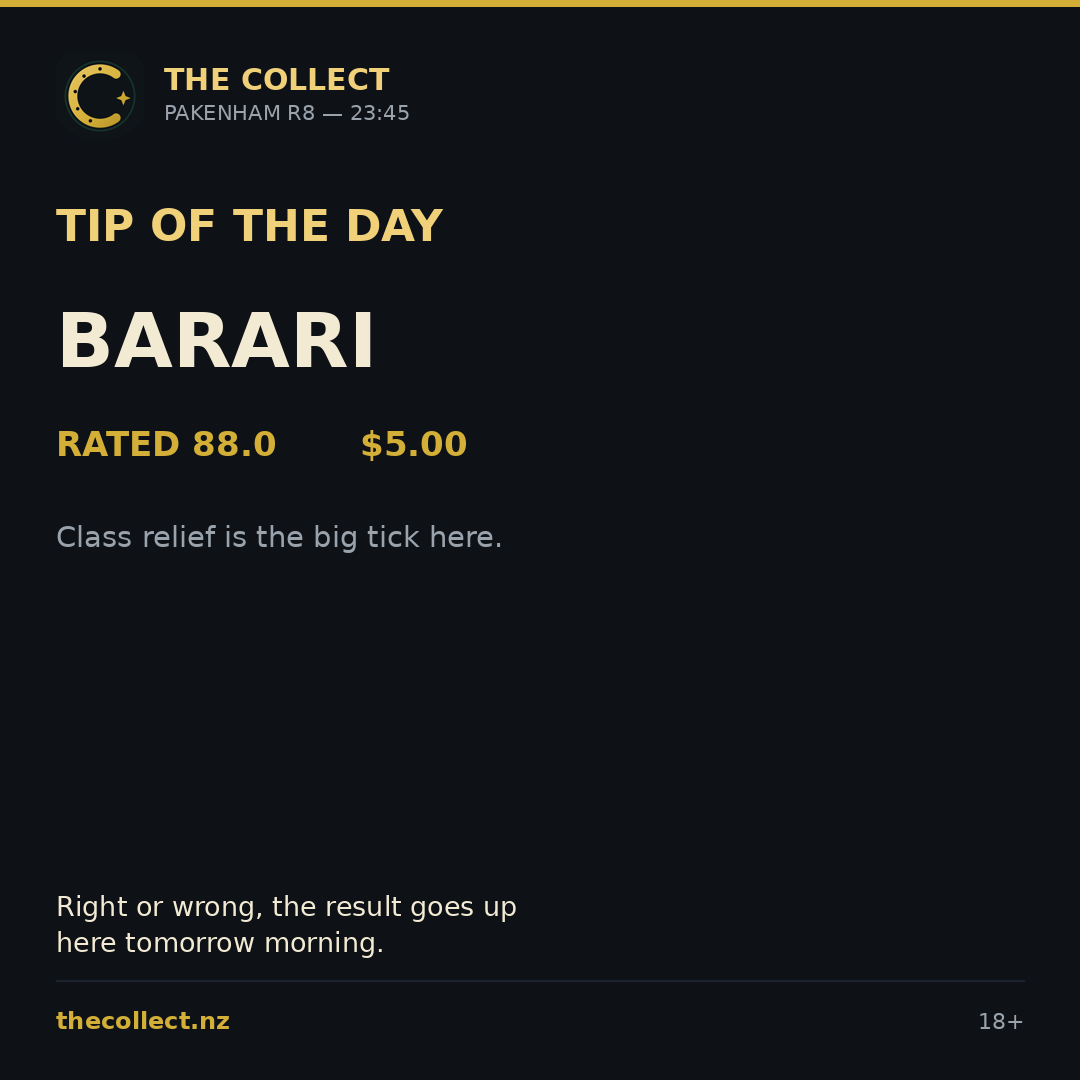 THE COLLECT
PAKENHAM R8 — 23:45
TIP OF THE DAY
BARARI
RATED 88.0 $5.00
Class relief is the big tick here.
Right or wrong, the result goes up
here tomorrow morning.
thecollect.nz 18+